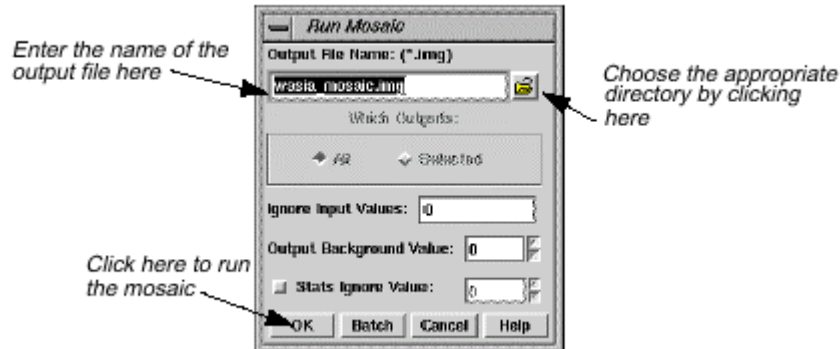 Run Mosaic
Output File Name: (*.img)
Enter the name of the
output file here
wasia_mosaic.img
Choose the appropriate
directory by clicking
here
Which Outputs:
All
Selected
Ignore Input Values: 0
Output Background Value: 0
Click here to run
the mosaic
Stats Ignore Value: 0
OK Batch Cancel Help